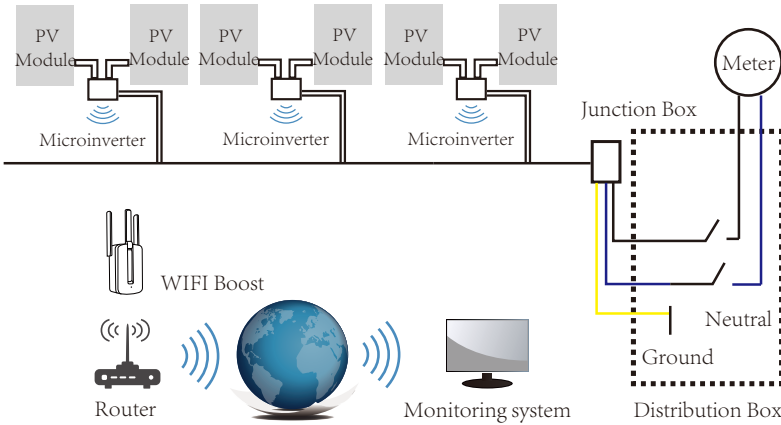 PV
Module
PV
Module
PV
Module
PV
Module
PV
Module
PV
Module
Meter
Microinverter
Microinverter
Microinverter
Junction Box
WIFI Boost
Neutral
Ground
Router
Monitoring system
Distribution Box